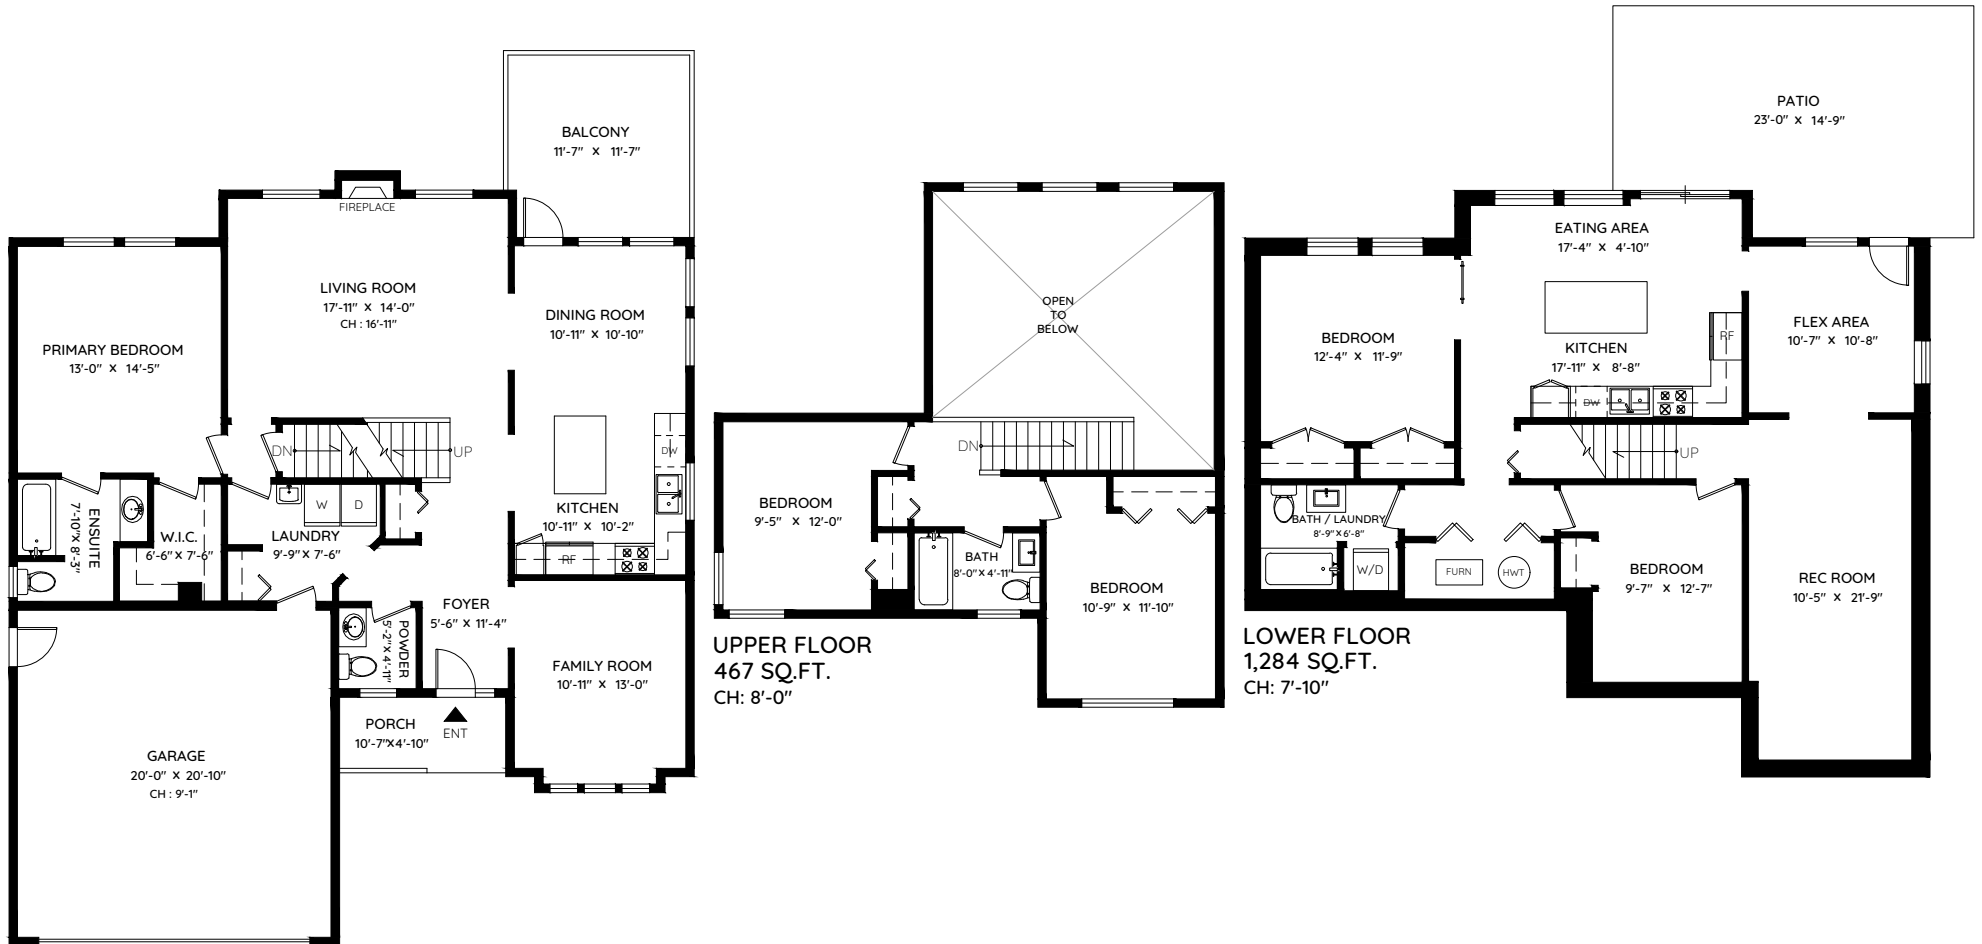 BALCONY
11'-7" X 11'-7"
FIREPLACE
LIVING ROOM
17'-11" X 14'-0"
CH : 16'-11"
DINING ROOM
10'-11" X 10'-10"
PRIMARY BEDROOM
13'-0" X 14'-5"
DN
UP
DW
KITCHEN
10'-11" X 10'-2"
RF
ENSUITE
7'-10" X 8'-3"
W.I.C.
6'-6" X 7'-6"
W
D
LAUNDRY
9'-9" X 7'-6"
FOYER
5'-6" X 11'-4"
POWDER
5'-2" X 4'-11"
FAMILY ROOM
10'-11" X 13'-0"
PORCH
10'-7" X 4'-10"
ENT
GARAGE
20'-0" X 20'-10"
CH : 9'-1"
OPEN
TO
BELOW
DN
BEDROOM
9'-5" X 12'-0"
BATH
8'-0" X 4'-11"
BEDROOM
10'-9" X 11'-10"
UPPER FLOOR
467 SQ.FT.
CH: 8'-0"
PATIO
23'-0" X 14'-9"
EATING AREA
17'-4" X 4'-10"
BEDROOM
12'-4" X 11'-9"
KITCHEN
17'-11" X 8'-8"
RF
DW
FLEX AREA
10'-7" X 10'-8"
UP
BATH / LAUNDRY
8'-9" X 6'-8"
W/D
FURN
HWT
BEDROOM
9'-7" X 12'-7"
REC ROOM
10'-5" X 21'-9"
LOWER FLOOR
1,284 SQ.FT.
CH: 7'-10"